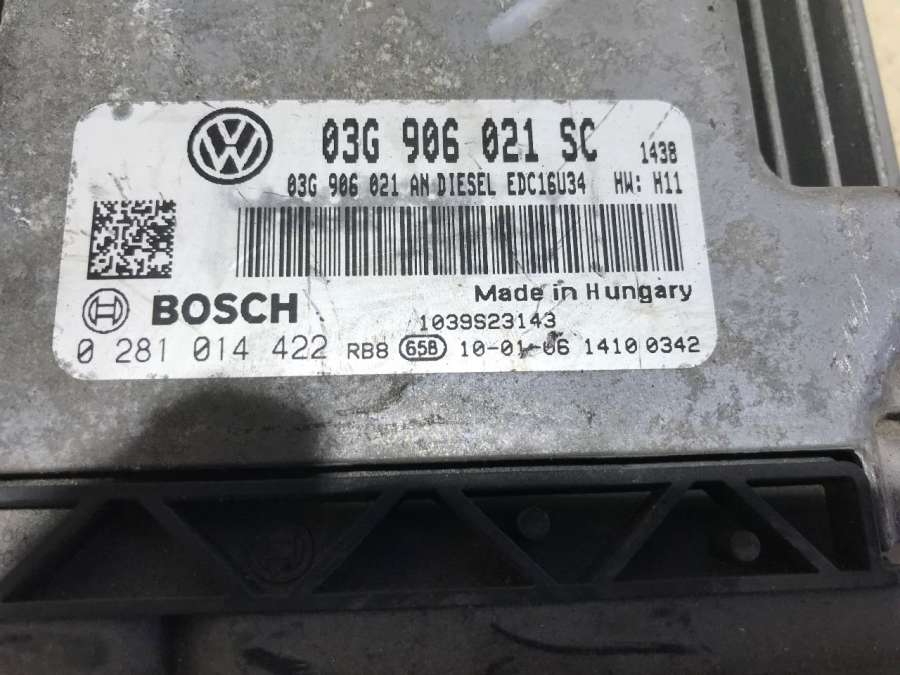 03G 906 021 SC 1438
03G 906 021 AN DIESEL EDC16U34 HW: H11
Made in Hungary
BOSCH
1039S23143
0 281 014 422 RB8 65B 10-01-06 1410 0342